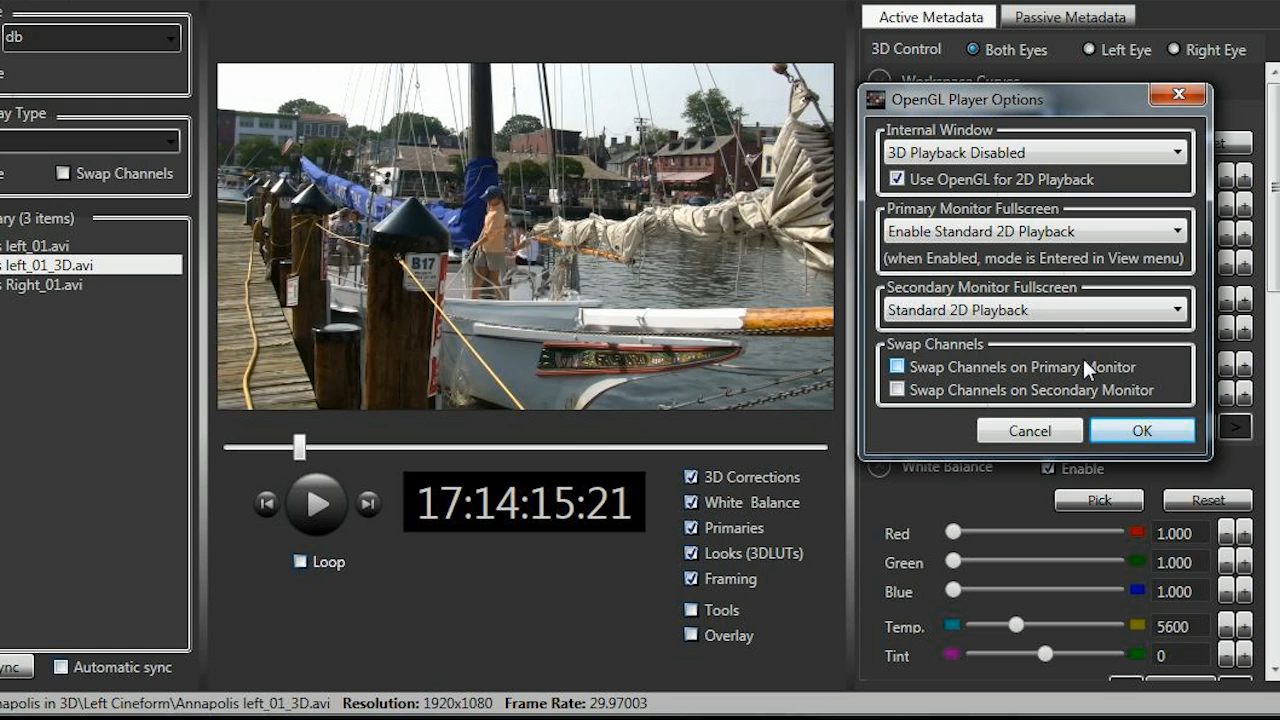 db
ay Type
Swap Channels
ary (3 items)
s left_01.avi
s left_01_3D.avi
s Right_01.avi
ync
Automatic sync
B17
17:14:15:21
Loop
3D Corrections
White Balance
Primaries
Looks (3DLUTs)
Framing
Tools
Overlay
Active Metadata
Passive Metadata
3D Control
Both Eyes
Left Eye
Right Eye
OpenGL Player Options
Internal Window
3D Playback Disabled
Use OpenGL for 2D Playback
Primary Monitor Fullscreen
Enable Standard 2D Playback
(when Enabled, mode is Entered in View menu)
Secondary Monitor Fullscreen
Standard 2D Playback
Swap Channels
Swap Channels on Primary Monitor
Swap Channels on Secondary Monitor
Cancel
OK
>
White Balance
Enable
Pick
Reset
Red
1.000
Green
1.000
Blue
1.000
Temp.
5600
Tint
0
napolis in 3D\Left Cineform\Annapolis left_01_3D.avi Resolution: 1920x1080 Frame Rate: 29.97003